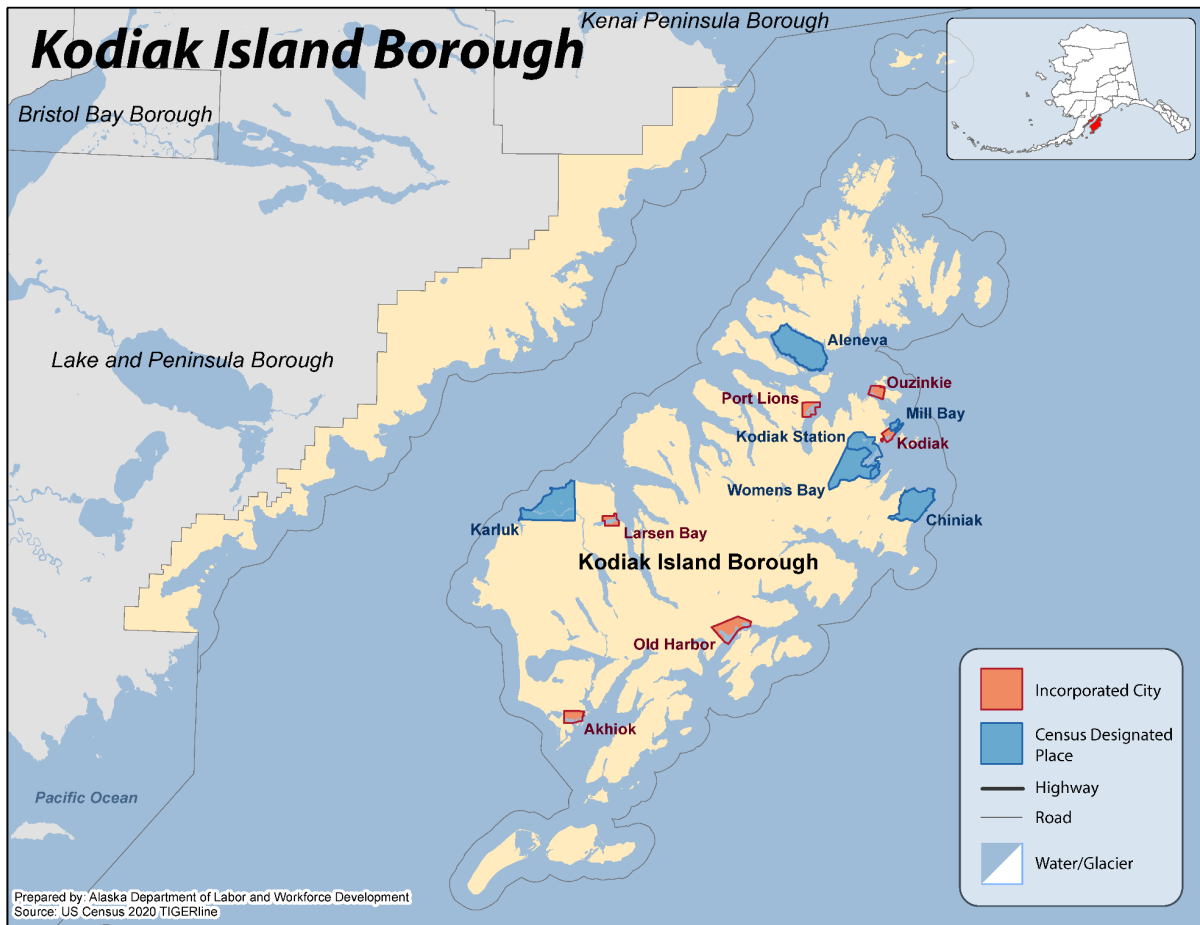 Kenai Peninsula Borough
Kodiak Island Borough
Bristol Bay Borough
Lake and Peninsula Borough
Aleneva
Ouzinkie
Port Lions
Mill Bay
Kodiak Station
Kodiak
Womens Bay
Chiniak
Karluk
Larsen Bay
Kodiak Island Borough
Old Harbor
Akhiok
Pacific Ocean
Incorporated City
Census Designated
Place
Highway
Road
Water/Glacier
Prepared by: Alaska Department of Labor and Workforce Development
Source: US Census 2020 TIGERline